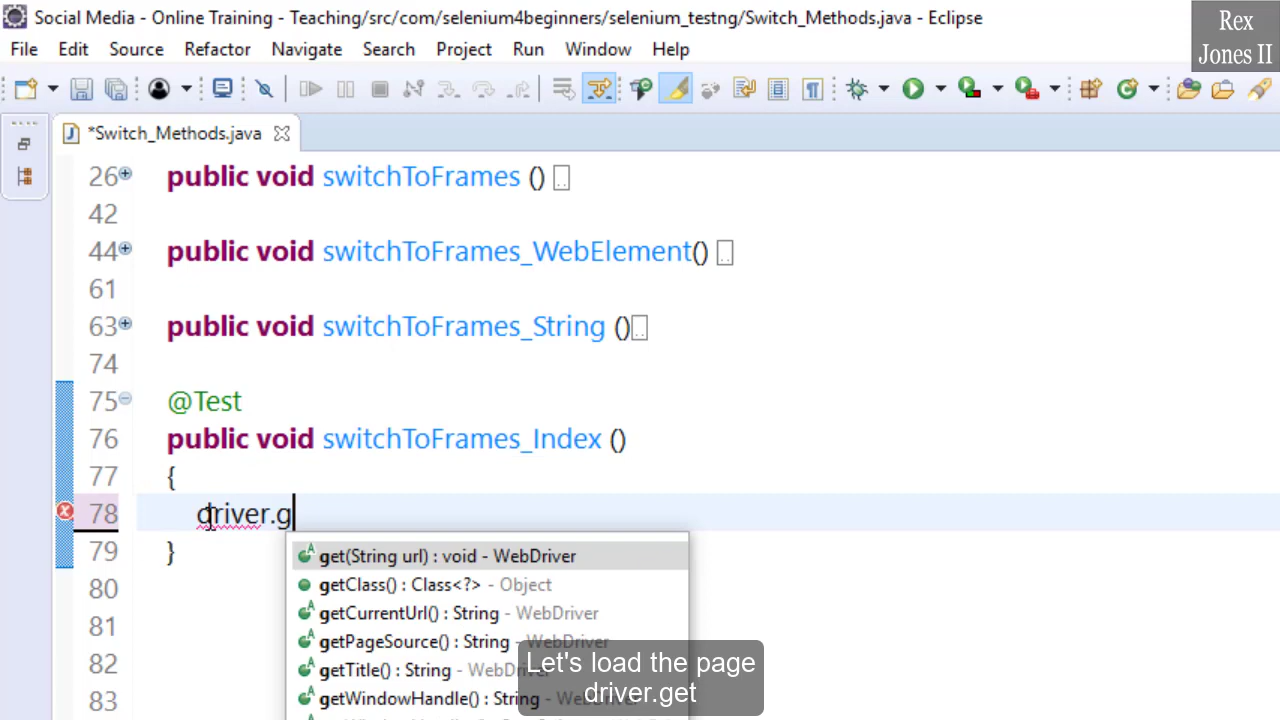 Social Media - Online Training - Teaching/src/com/selenium4beginners/selenium_testng/Switch_Methods.java - Eclipse
Rex
Jones II
File Edit Source Refactor Navigate Search Project Run Window Help
*Switch_Methods.java
26 public void switchToFrames ()
42
44 public void switchToFrames_WebElement()
61
63 public void switchToFrames_String ()
74
75 @Test
76 public void switchToFrames_Index ()
77 {
78 driver.g
79 }
80
81
82
83
get(String url) : void - WebDriver
getClass() : Class<?> - Object
getCurrentUrl() : String - WebDriver
getPageSource() : String - WebDriver
getTitle() : String - WebDriver
getWindowHandle() : String - WebDriver
Let's load the page
driver.get